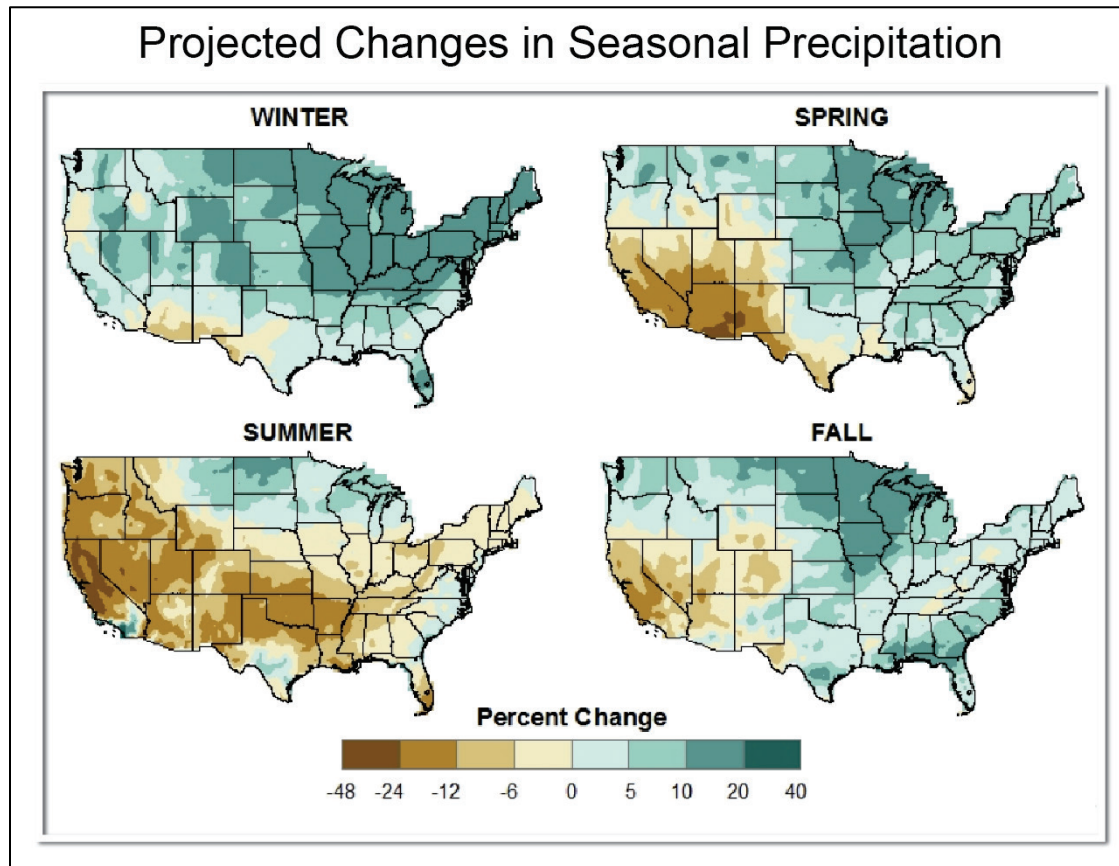 Projected Changes in Seasonal Precipitation
WINTER
SPRING
SUMMER
FALL
Percent Change
-48 -24 -12 -6 0 5 10 20 40